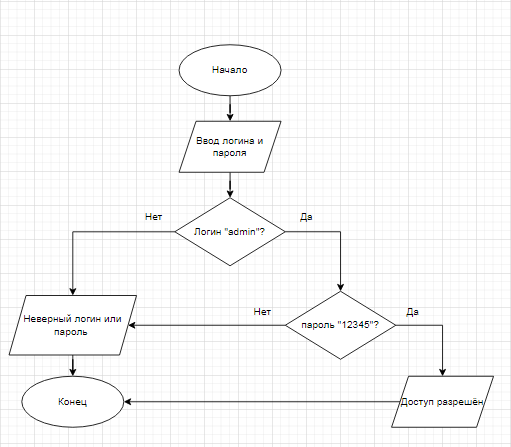 Начало
Ввод логина и
пароля
Нет
Да
Логин "admin"?
Неверный логин или
пароль
Нет
Да
пароль "12345"?
Конец
Доступ разрешён